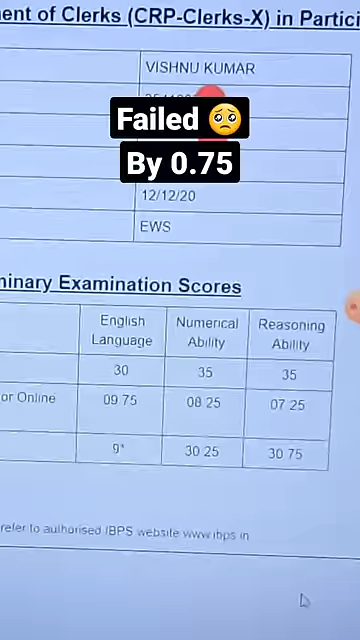 ent of Clerks (CRP-Clerks-X) in Partici
VISHNU KUMAR
Failed 🥺
By 0.75
12/12/20
EWS
minary Examination Scores
English Language Numerical Ability Reasoning Ability
30 35 35
or Online 09.75 08.25 07.25
9* 30.25 30.75
refer to authorised IBPS website www.ibps.in